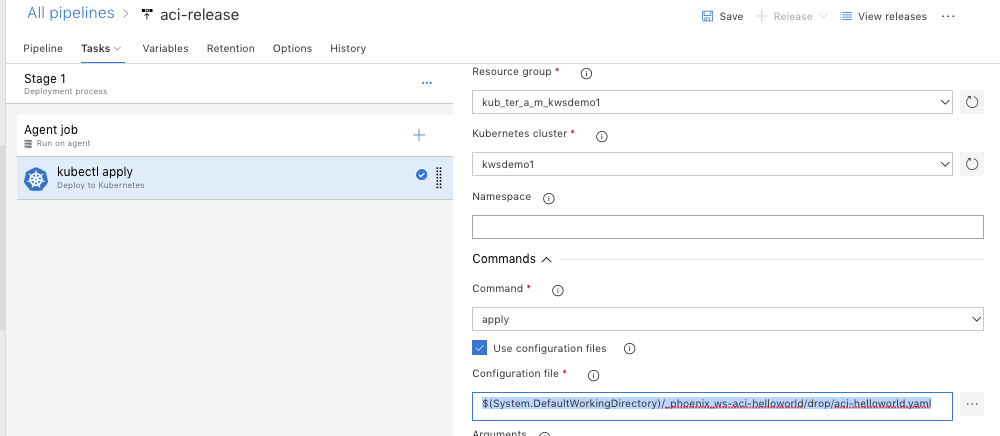 All pipelines > aci-release
Save + Release View releases ...
Pipeline Tasks Variables Retention Options History
Stage 1
Deployment process
...
Agent job
Run on agent
+
kubectl apply
Deploy to Kubernetes
Resource group *
kub_ter_a_m_kwsdemo1
Kubernetes cluster *
kwsdemo1
Namespace
Commands
Command *
apply
Use configuration files
Configuration file *
$(System.DefaultWorkingDirectory)/_phoenix_ws-aci-helloworld/drop/aci-helloworld.yaml
...
Arguments